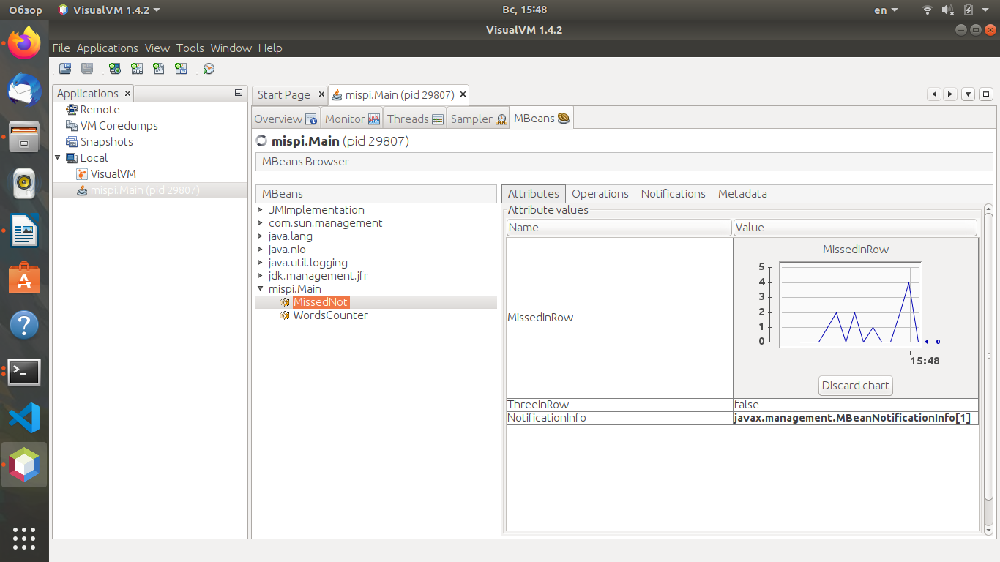 Обзор VisualVM 1.4.2 Вс, 15:48 en
VisualVM 1.4.2
File Applications View Tools Window Help
Applications
Remote
VM Coredumps
Snapshots
Local
VisualVM
mispi.Main (pid 29807)
Start Page mispi.Main (pid 29807)
Overview Monitor Threads Sampler MBeans
mispi.Main (pid 29807)
MBeans Browser
MBeans
JMImplementation
com.sun.management
java.lang
java.nio
java.util.logging
jdk.management.jfr
mispi.Main
MissedNot
WordsCounter
Attributes Operations Notifications Metadata
Attribute values
Name Value
MissedInRow
MissedInRow
5
4
3
2
1
0
0
15:48
Discard chart
ThreeInRow false
NotificationInfo javax.management.MBeanNotificationInfo[1]